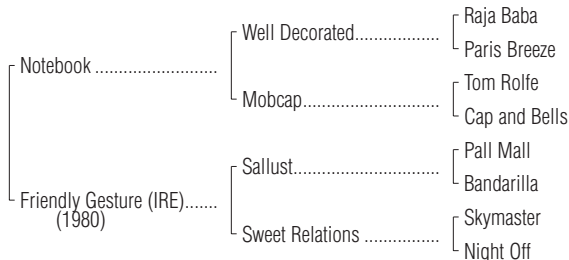 Raja Baba
Well Decorated..................
Paris Breeze
Notebook ..........................
Tom Rolfe
Mobcap.............................
Cap and Bells
Pall Mall
Sallust...............................
Bandarilla
Friendly Gesture (IRE).......
(1980)
Skymaster
Sweet Relations ................
Night Off